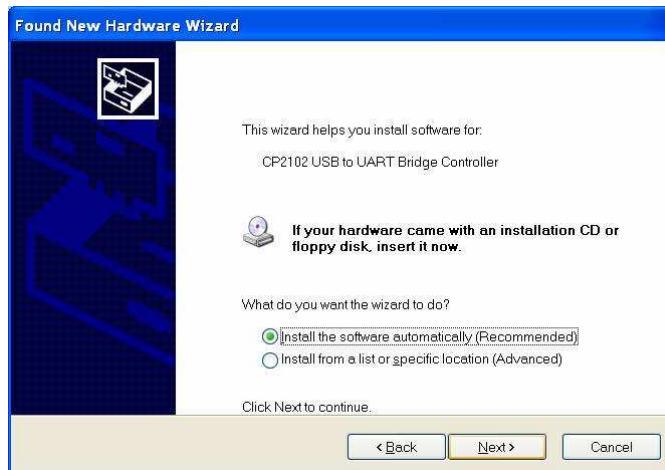 Found New Hardware Wizard
This wizard helps you install software for:
CP2102 USB to UART Bridge Controller
If your hardware came with an installation CD or
floppy disk, insert it now.
What do you want the wizard to do?
Install the software automatically (Recommended)
Install from a list or specific location (Advanced)
Click Next to continue.
< Back Next > Cancel